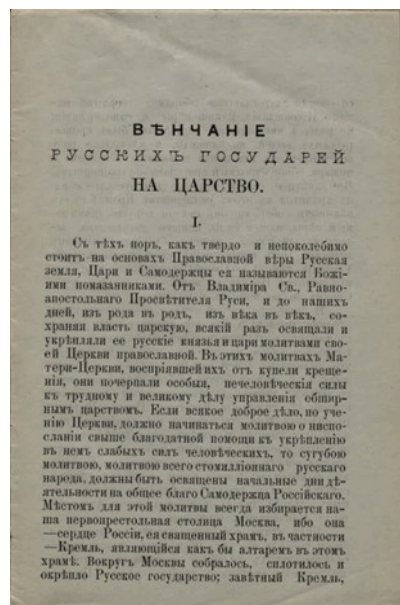 ВѢНЧАНІЕ
РУССКИХЪ ГОСУДАРЕЙ
НА ЦАРСТВО.
I.
Съ тѣхъ поръ, какъ твердо и непоколебимо
стоитъ на основахъ Православной вѣры Русская
земля, Цари и Самодержцы ея называются Божі-
ими помазанниками. Отъ Владиміра Св., Равно-
апостольнаго Просвѣтителя Руси, и до нашихъ
дней, изъ рода въ родъ, изъ вѣка въ вѣкъ, со-
храняя власть царскую, всякій разъ освящали и
укрѣпляли ее русскіе князья и цари молитвами сво-
ей Церкви православной. Въ этихъ молитвахъ Ма-
тери-Церкви, воспріявшей ихъ отъ купели креще-
нія, они почерпали особыя, нечеловѣческія силы
къ трудному и великому дѣлу управленія обшир-
нымъ царствомъ. Если всякое доброе дѣло, по уче-
нію Церкви, должно начинаться молитвою о ниспо-
сланіи свыше благодатной помощи къ укрѣпленію
въ немъ слабыхъ силъ человѣческихъ, то сугубою
молитвою, молитвою всего стомилліоннаго русскаго
народа, должны быть освящены начальные дни дѣ-
ятельности на общее благо Самодержца Россійскаго.
Мѣстомъ для этой молитвы всегда избирается на-
ша первопрестольная столица Москва, ибо она
—сердце Россіи, ея священный храмъ, въ частности
—Кремль, являющійся какъ бы алтаремъ въ этомъ
храмѣ. Вокругъ Москвы собралось, сплотилось и
окрѣпло Русское государство; завѣтный Кремль,